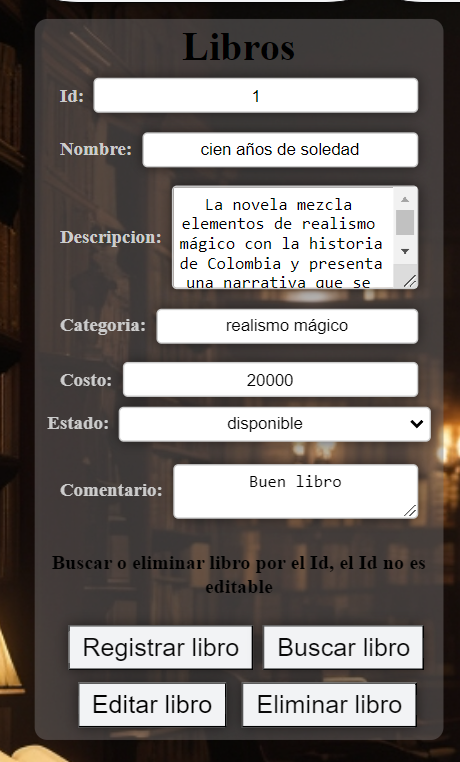 Libros
Id: 1
Nombre: cien años de soledad
Descripcion: La novela mezcla
elementos de realismo
mágico con la historia
de Colombia y presenta
una narrativa que se
Categoria: realismo mágico
Costo: 20000
Estado: disponible
Comentario: Buen libro
Buscar o eliminar libro por el Id, el Id no es
editable
Registrar libro Buscar libro
Editar libro Eliminar libro